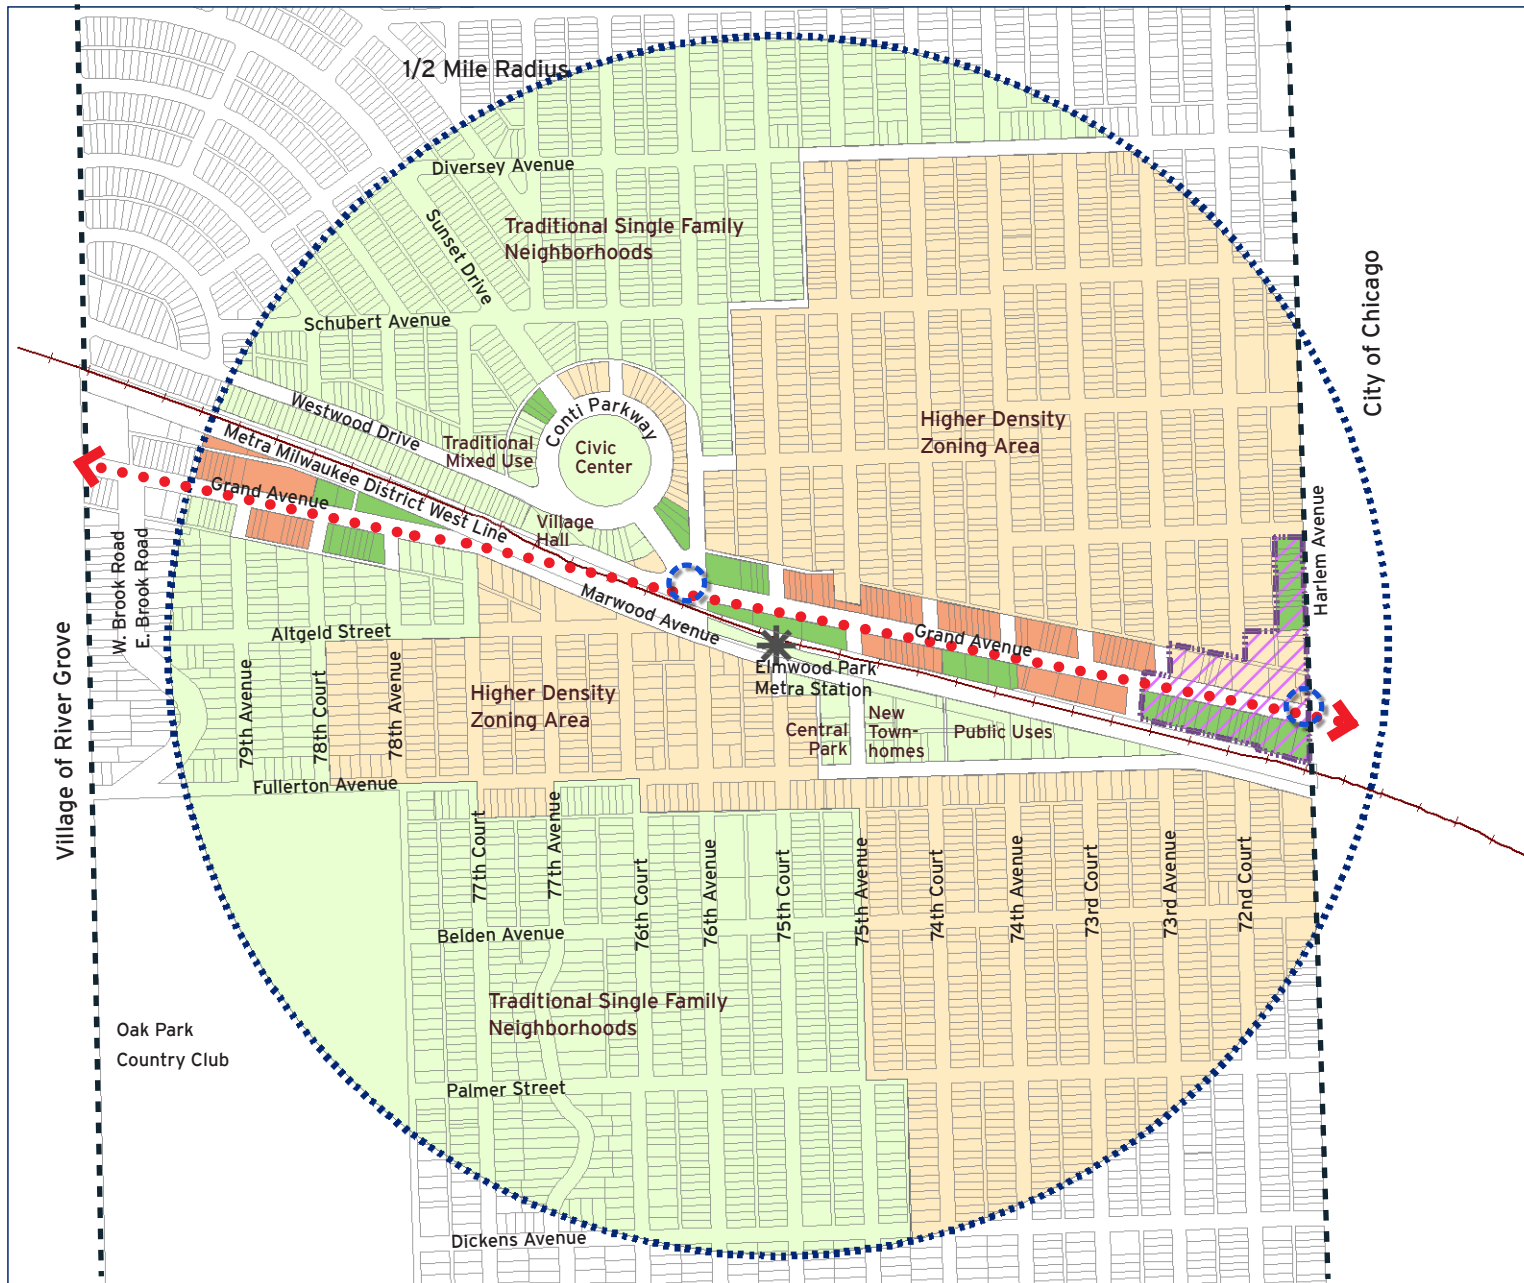 1/2 Mile Radius
Diversey Avenue
Sunset Drive
Traditional Single Family
Neighborhoods
Schubert Avenue
Westwood Drive
Conti Parkway
Traditional
Mixed Use
Civic
Center
Higher Density
Zoning Area
City of Chicago
Metra Milwaukee District West Line
Grand Avenue
Village
Hall
Harlem Avenue
W. Brook Road
E. Brook Road
Marwood Avenue
Grand Avenue
Altgeld Street
Elmwood Park
Metra Station
Village of River Grove
79th Avenue
78th Court
78th Avenue
Higher Density
Zoning Area
Central
Park
New
Town-
homes
Public Uses
Fullerton Avenue
77th Court
77th Avenue
76th Court
76th Avenue
75th Court
75th Avenue
74th Court
74th Avenue
73rd Court
73rd Avenue
72nd Court
Belden Avenue
Traditional Single Family
Neighborhoods
Oak Park
Country Club
Palmer Street
Dickens Avenue